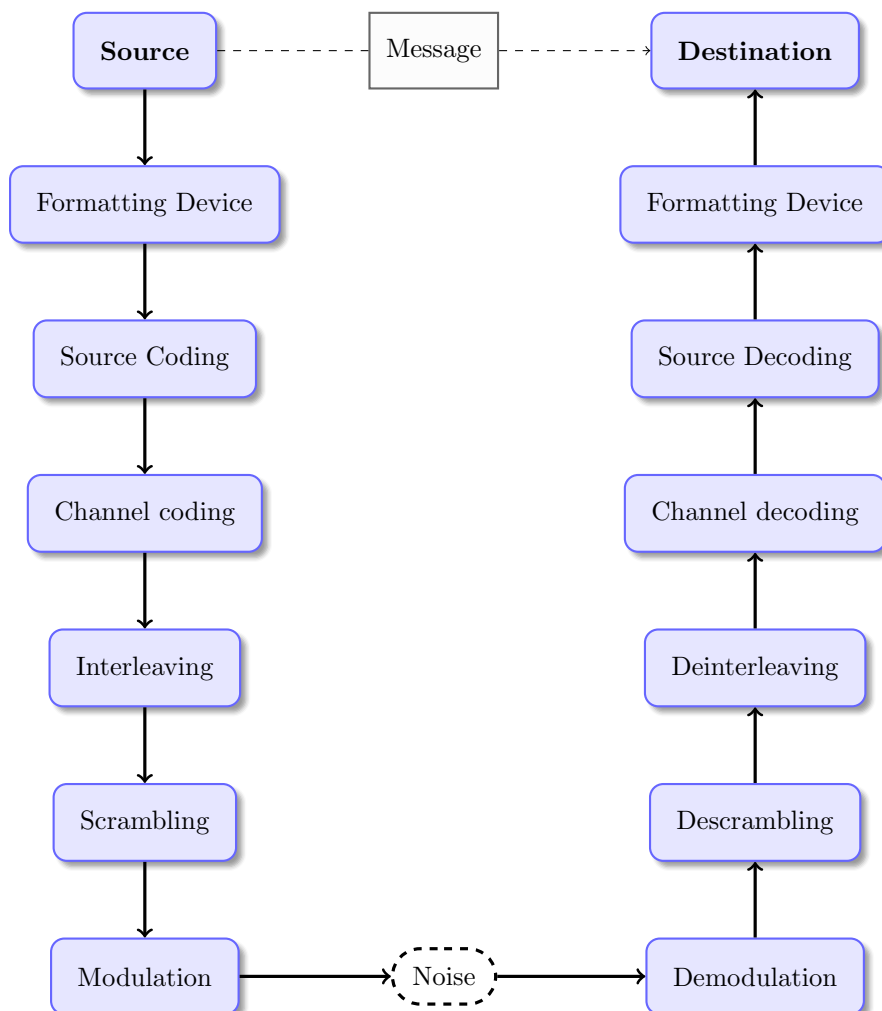 Source
Message
Destination
Formatting Device
Formatting Device
Source Coding
Source Decoding
Channel coding
Channel decoding
Interleaving
Deinterleaving
Scrambling
Descrambling
Modulation
Noise
Demodulation